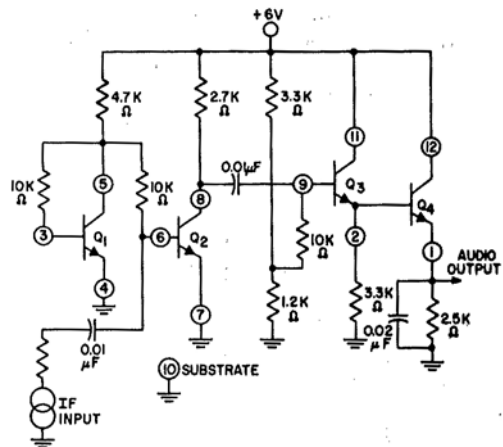 +6V
4.7K
Ω
2.7K
Ω
3.3K
Ω
11
12
10K
Ω
5
10K
Ω
0.01µF
8
9
Q3
Q4
3
Q1
6
Q2
2
1
10K
Ω
AUDIO
OUTPUT
4
7
1.2K
Ω
3.3K
Ω
0.02
µF
2.5K
Ω
0.01
µF
10 SUBSTRATE
IF
INPUT